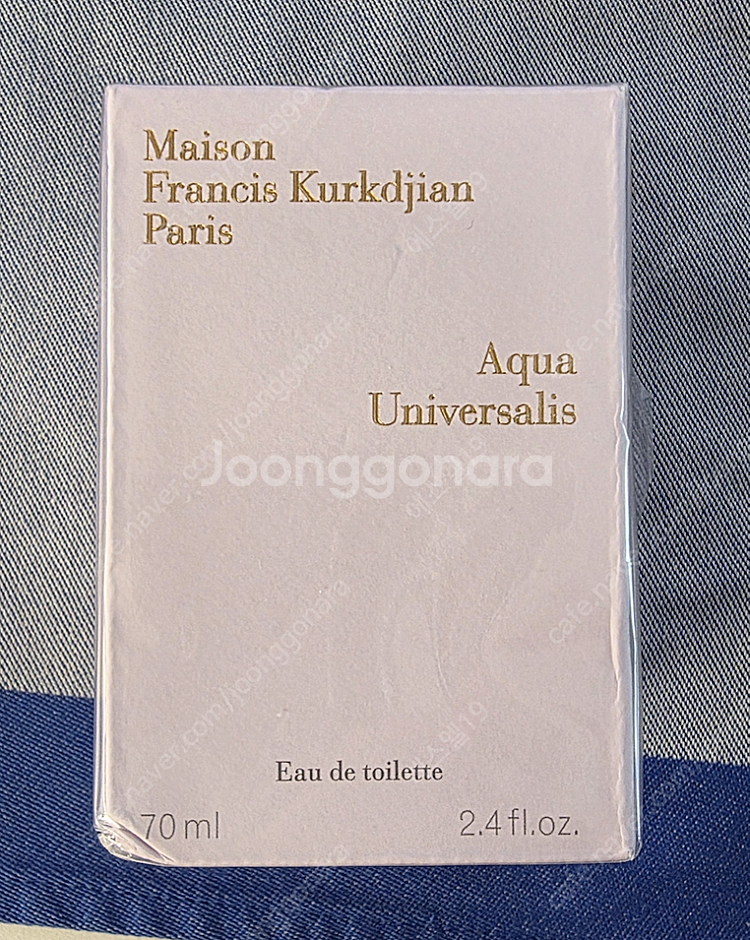 Maison
Francis Kurkdjian
Paris
Aqua
Universalis
Joonggonara
Eau de toilette
70 ml 2.4 fl.oz.